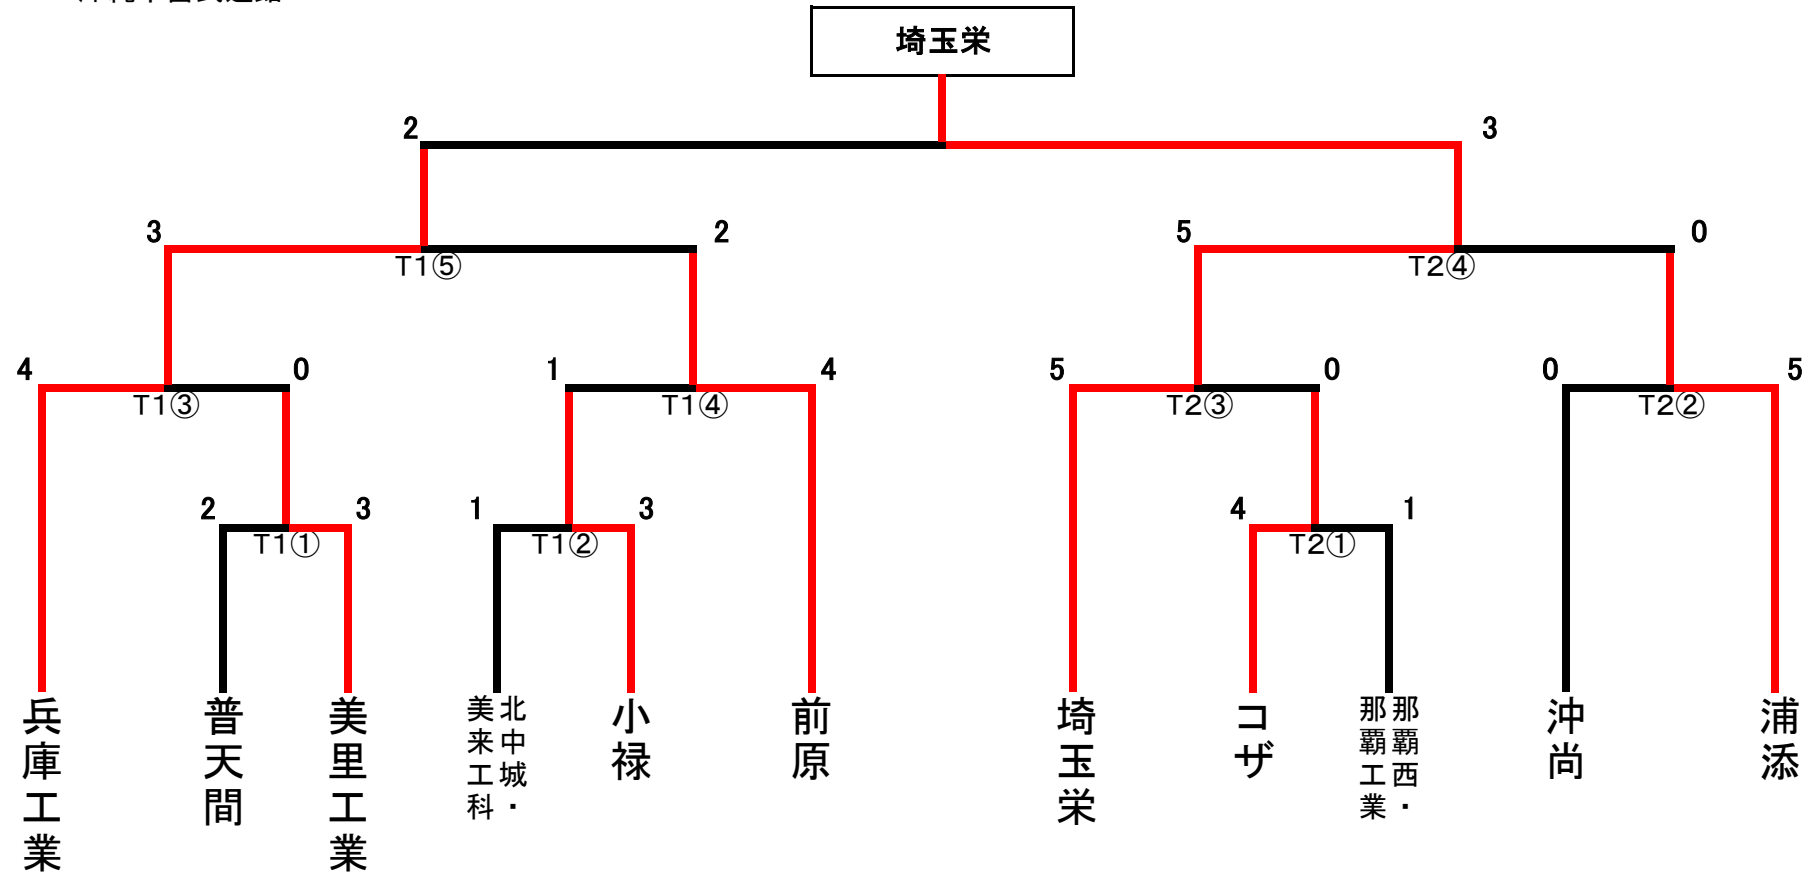 埼玉栄
2
3
3
2
5
0
T1⑤
T2④
4
0
1
4
5
0
0
5
T1③
T1④
T2③
T2②
2
3
1
3
4
1
T1①
T1②
T2①
兵庫工業
普天間
美里工業
北中城・
美来工科
小禄
前原
埼玉栄
コザ
那覇西・
那覇工業
沖尚
浦添